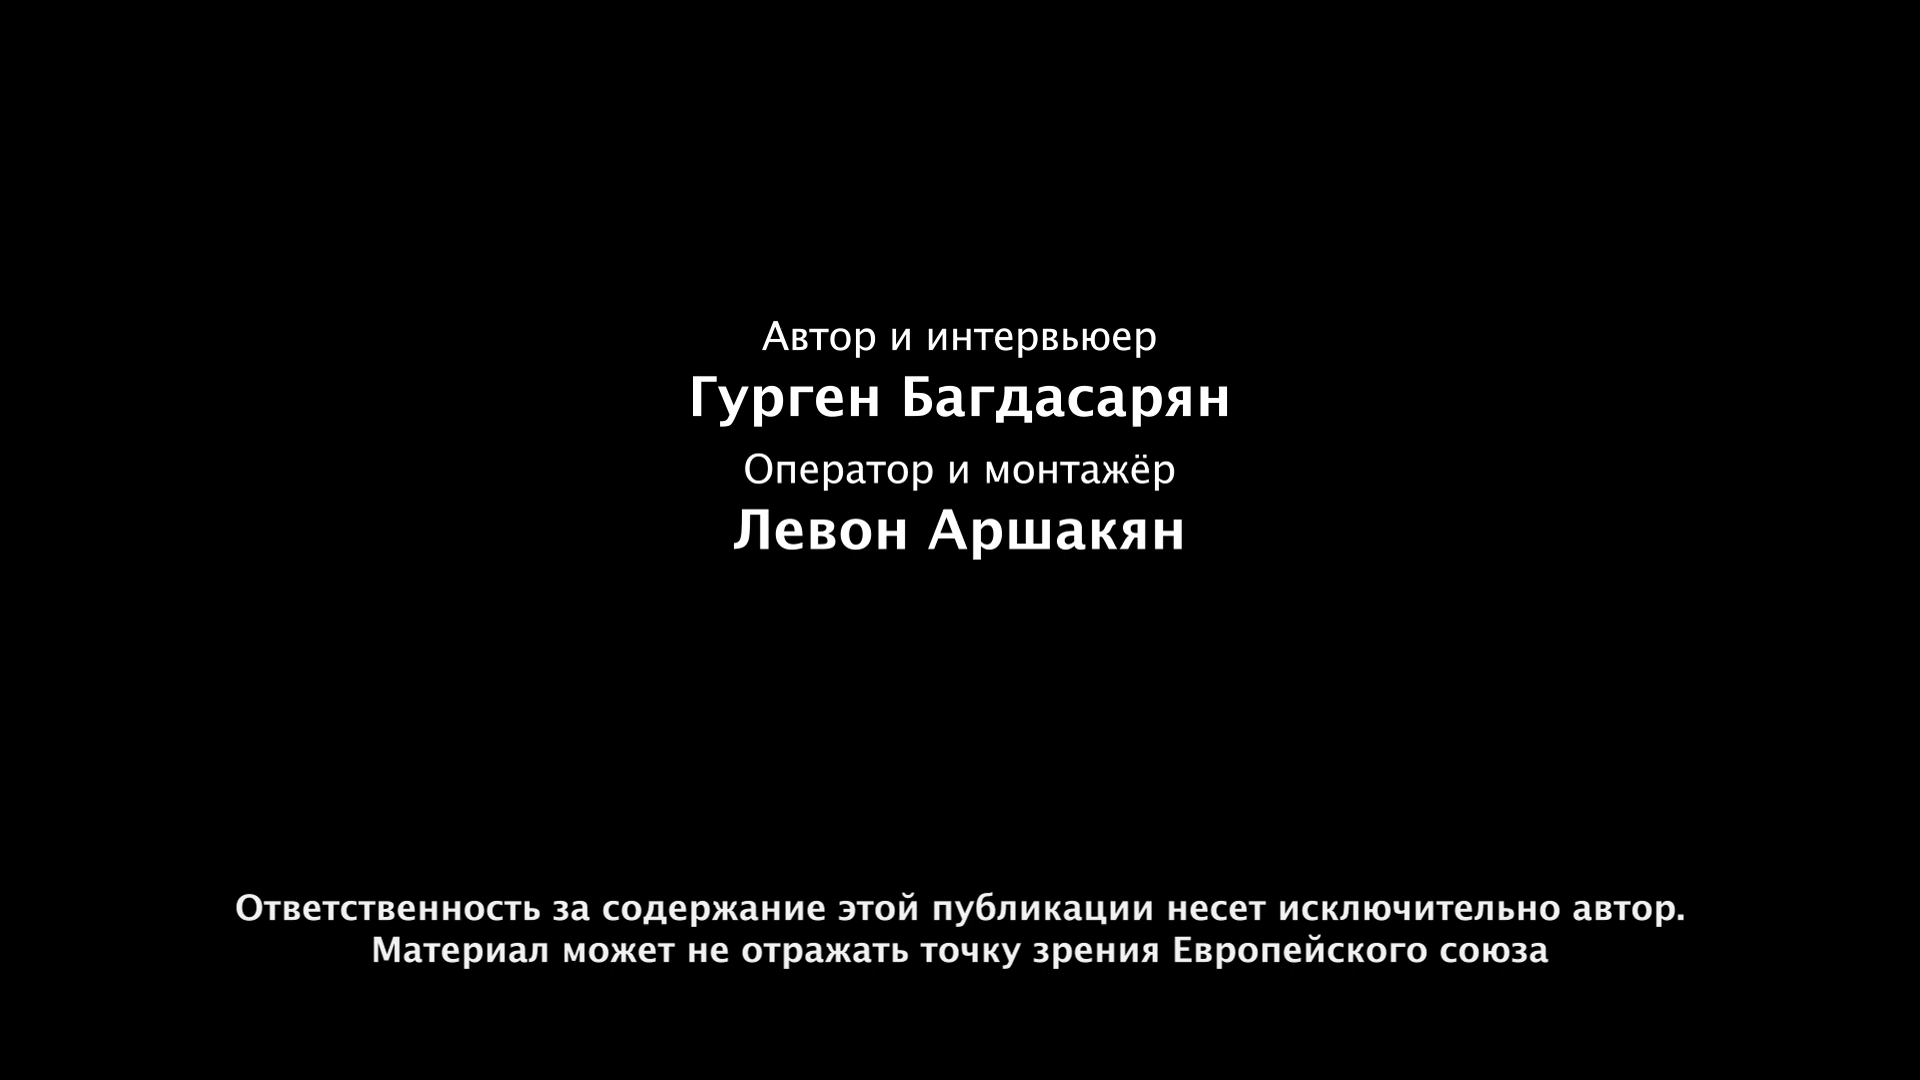 Автор и интервьюер
Гурген Багдасарян
Оператор и монтажёр
Левон Аршакян
Ответственность за содержание этой публикации несет исключительно автор.
Материал может не отражать точку зрения Европейского союза